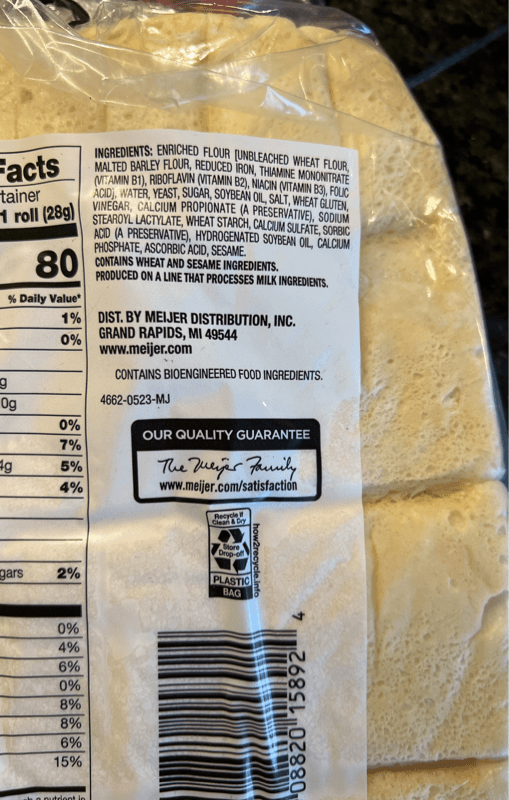 Facts
tainer
1 roll (28g)
80
% Daily Value*
1%
0%
g
0g
0%
7%
4g 5%
4%
gars 2%
0%
4%
6%
0%
8%
8%
6%
15%
a nutrient in
INGREDIENTS: ENRICHED FLOUR [UNBLEACHED WHEAT FLOUR,
MALTED BARLEY FLOUR, REDUCED IRON, THIAMINE MONONITRATE
(VITAMIN B1), RIBOFLAVIN (VITAMIN B2), NIACIN (VITAMIN B3), FOLIC
ACID], WATER, YEAST, SUGAR, SOYBEAN OIL, SALT, WHEAT GLUTEN,
VINEGAR, CALCIUM PROPIONATE (A PRESERVATIVE), SODIUM
STEAROYL LACTYLATE, WHEAT STARCH, CALCIUM SULFATE, SORBIC
ACID (A PRESERVATIVE), HYDROGENATED SOYBEAN OIL, CALCIUM
PHOSPHATE, ASCORBIC ACID, SESAME.
CONTAINS WHEAT AND SESAME INGREDIENTS.
PRODUCED ON A LINE THAT PROCESSES MILK INGREDIENTS.
DIST. BY MEIJER DISTRIBUTION, INC.
GRAND RAPIDS, MI 49544
www.meijer.com
CONTAINS BIOENGINEERED FOOD INGREDIENTS.
4662-0523-MJ
OUR QUALITY GUARANTEE
The Meijer Family
www.meijer.com/satisfaction
Recycle if
Clean & Dry
Store
Drop-off
PLASTIC
BAG
how2recycle.info
08820 15892 4